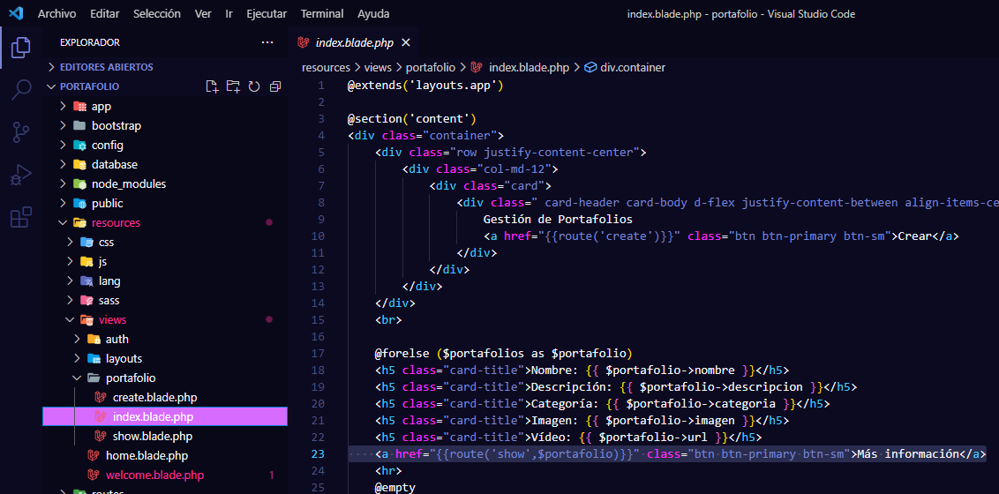 Archivo Editar Selección Ver Ir Ejecutar Terminal Ayuda index.blade.php - portafolio - Visual Studio Code
EXPLORADOR
EDITORES ABIERTOS
PORTAFOLIO
app
bootstrap
config
database
node_modules
public
resources
css
js
lang
sass
views
auth
layouts
portafolio
create.blade.php
index.blade.php
show.blade.php
home.blade.php
welcome.blade.php 1
routes
index.blade.php
resources > views > portafolio > index.blade.php > div.container
1 @extends('layouts.app')
2
3 @section('content')
4 <div class="container">
5 <div class="row justify-content-center">
6 <div class="col-md-12">
7 <div class="card">
8 <div class=" card-header card-body d-flex justify-content-between align-items-ce
9 Gestión de Portafolios
10 <a href="{{route('create')}}" class="btn btn-primary btn-sm">Crear</a>
11 </div>
12 </div>
13 </div>
14 </div>
15 <br>
16
17 @forelse ($portafolios as $portafolio)
18 <h5 class="card-title">Nombre: {{ $portafolio->nombre }}</h5>
19 <h5 class="card-title">Descripción: {{ $portafolio->descripcion }}</h5>
20 <h5 class="card-title">Categoría: {{ $portafolio->categoria }}</h5>
21 <h5 class="card-title">Imagen: {{ $portafolio->imagen }}</h5>
22 <h5 class="card-title">Vídeo: {{ $portafolio->url }}</h5>
23 <a href="{{route('show',$portafolio)}}" class="btn btn-primary btn-sm">Más información</a>
24 <hr>
25 @empty